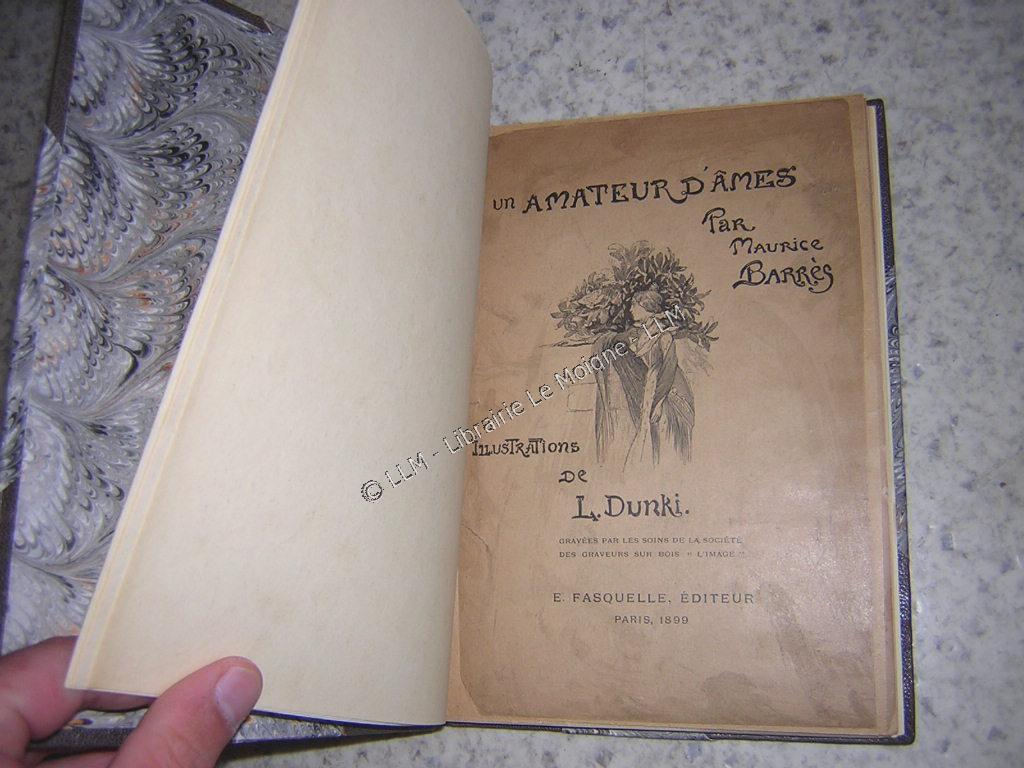 un AMATEUR D'ÂMES
Par
Maurice
Barrès
Illustrations
de
L. Dunki.
GRAVÉES PAR LES SOINS DE LA SOCIÉTÉ
DES GRAVEURS SUR BOIS "L'IMAGE"
E. FASQUELLE, ÉDITEUR
PARIS, 1899
© LLM - Librairie Le Moigne - LLM